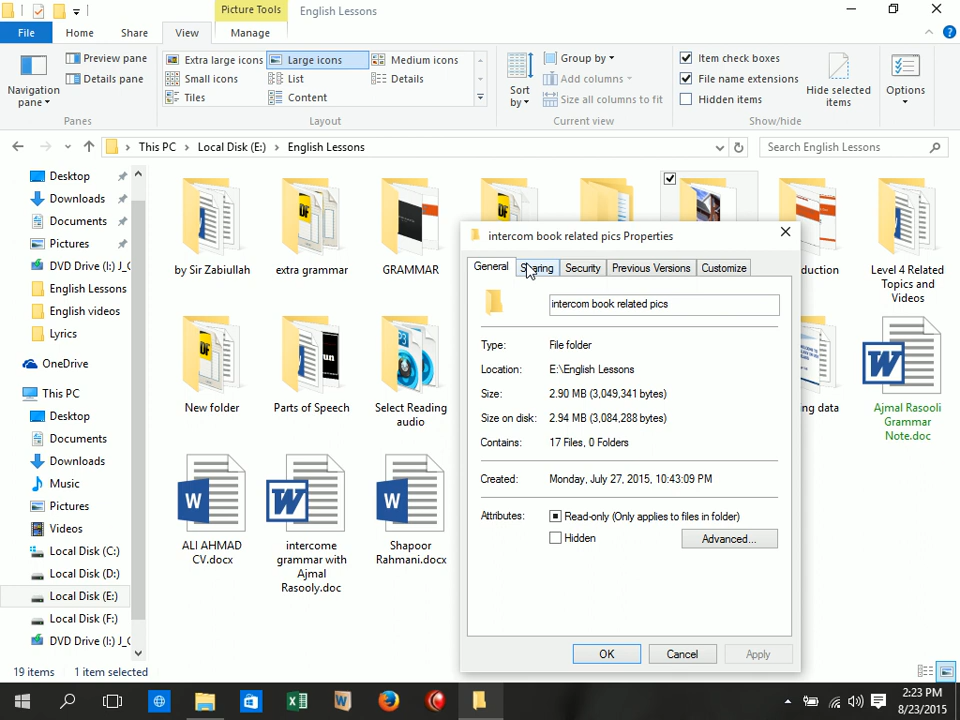 Picture Tools
English Lessons
File
Home
Share
View
Manage
Navigation
pane
Preview pane
Details pane
Panes
Extra large icons
Large icons
Medium icons
Small icons
List
Details
Tiles
Content
Layout
Sort
by
Group by
Add columns
Size all columns to fit
Current view
Item check boxes
File name extensions
Hidden items
Hide selected
items
Show/hide
Options
This PC
Local Disk (E:)
English Lessons
Search English Lessons
Desktop
Downloads
Documents
Pictures
DVD Drive (I:) J_C
English Lessons
English videos
Lyrics
OneDrive
This PC
Desktop
Documents
Downloads
Music
Pictures
Videos
Local Disk (C:)
Local Disk (D:)
Local Disk (E:)
Local Disk (F:)
DVD Drive (I:) J_C
by Sir Zabiullah
extra grammar
GRAMMAR
Level 4 Related
Topics and
Videos
New folder
Parts of Speech
Select Reading
audio
Ajmal Rasooli
Grammar
Note.doc
ALI AHMAD
CV.docx
intercome
grammar with
Ajmal
Rasooly.doc
Shapoor
Rahmani.docx
intercom book related pics Properties
General
Sharing
Security
Previous Versions
Customize
intercom book related pics
Type: File folder
Location: E:\English Lessons
Size: 2.90 MB (3,049,341 bytes)
Size on disk: 2.94 MB (3,084,288 bytes)
Contains: 17 Files, 0 Folders
Created: Monday, July 27, 2015, 10:43:09 PM
Attributes: Read-only (Only applies to files in folder)
Hidden
Advanced...
OK
Cancel
Apply
19 items
1 item selected
2:23 PM
8/23/2015